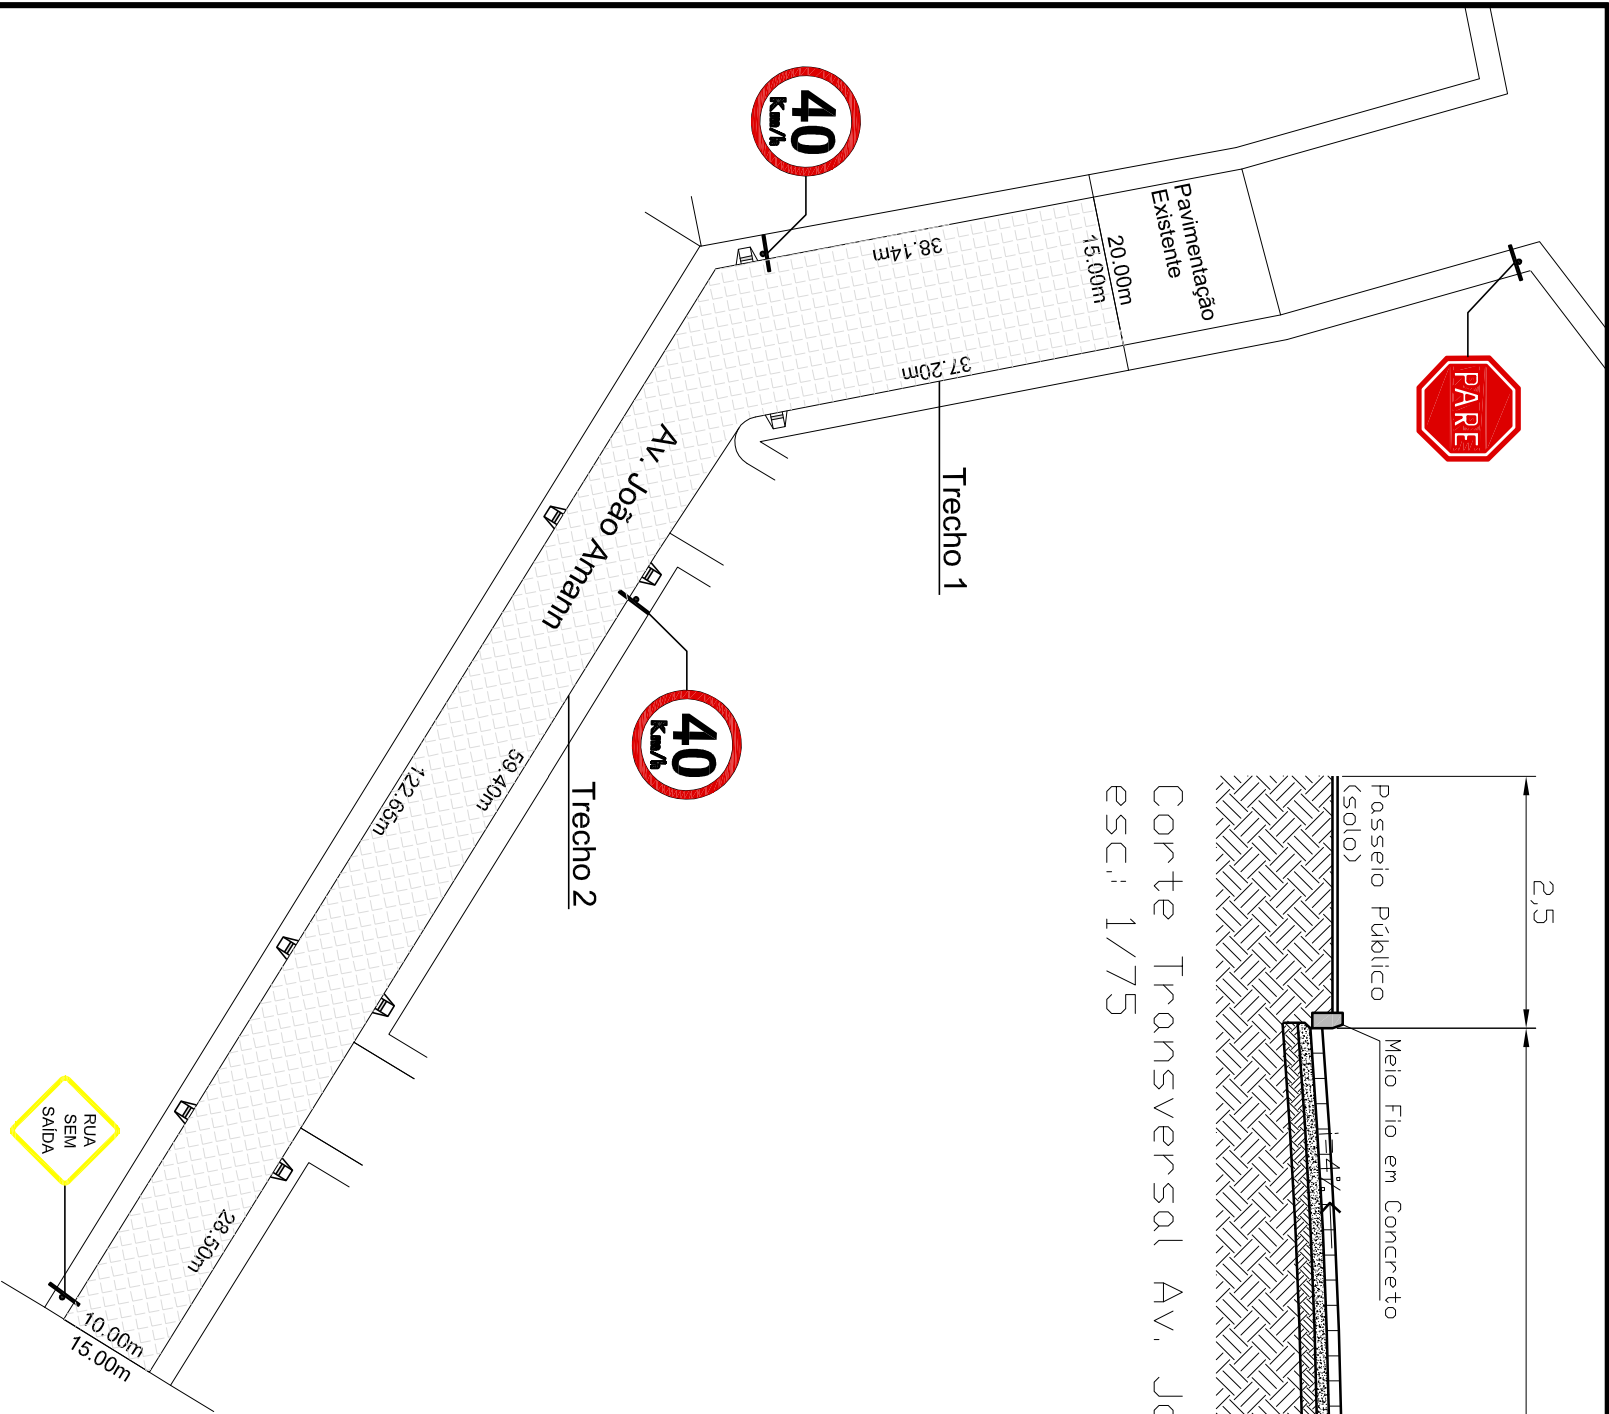 40
Km/h
Pavimentação
Existente
20.00m
15.00m
38.14m
37.20m
PARE
Trecho 1
Av. João Amann
40
Km/h
Trecho 2
59.40m
122.65m
28.50m
RUA
SEM
SAÍDA
10.00m
15.00m
2,5
Passeio Público
(solo)
Meio Fio em Concreto
i=4%
Corte Transversal Av. Jo
esc.: 1/75